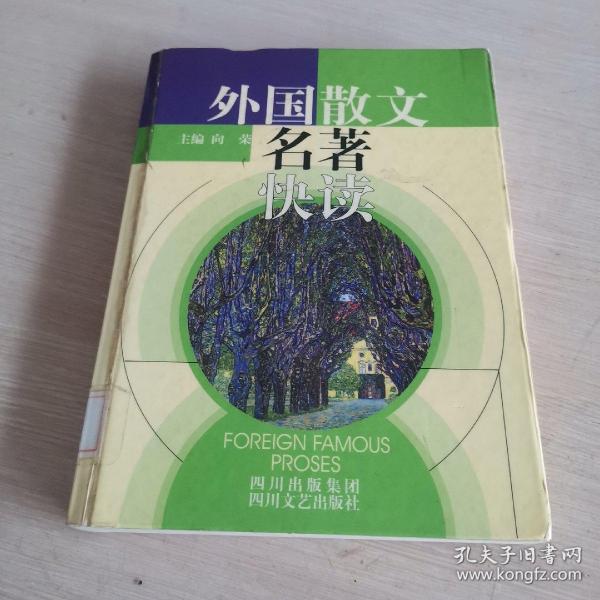 外国散文
主编 向 荣
名著
快读
FOREIGN FAMOUS
PROSES
四川出版集团
四川文艺出版社
孔夫子旧书网
www.kongfz.com